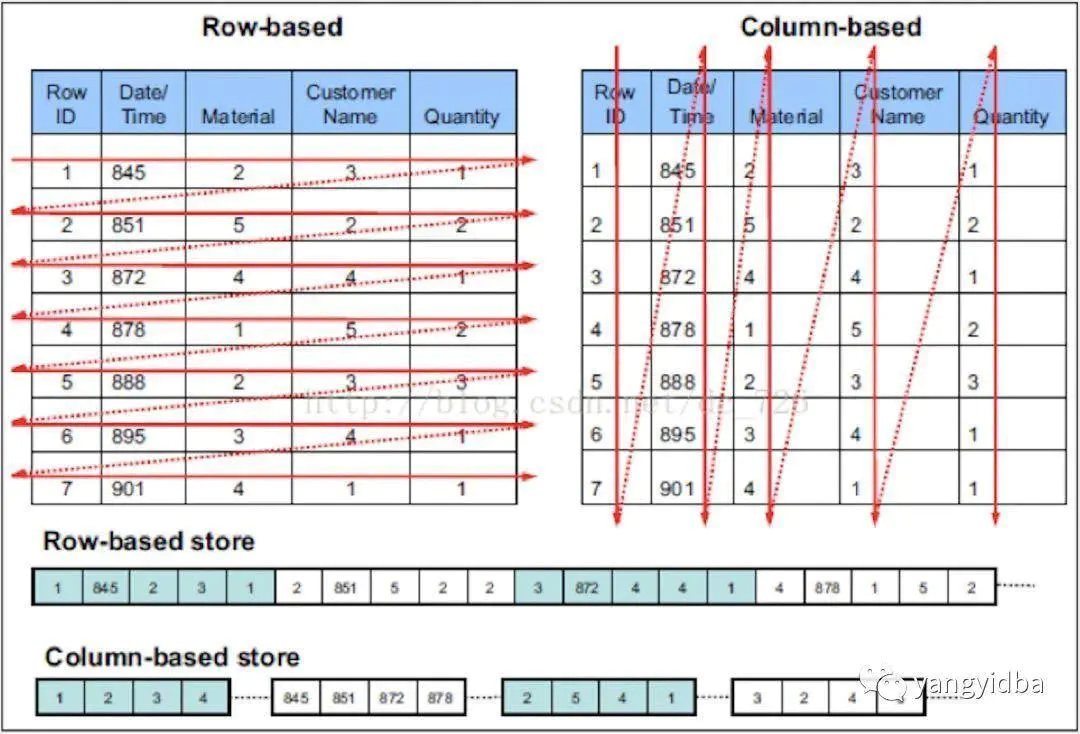 Row-based
Column-based
Row ID Date/ Time Material Customer Name Quantity
1 845 2 3 1
2 851 5 2 2
3 872 4 4 1
4 878 1 5 2
5 888 2 3 3
6 895 3 4 1
7 901 4 1 1
Row ID Date/ Time Material Customer Name Quantity
1 845 2 3 1
2 851 5 2 2
3 872 4 4 1
4 878 1 5 2
5 888 2 3 3
6 895 3 4 1
7 901 4 1 1
http://blog.csdn.net/dc_725
Row-based store
1 845 2 3 1 2 851 5 2 2 3 872 4 4 1 4 878 1 5 2
Column-based store
1 2 3 4 845 851 872 878 2 5 4 1 3 2 4
yangyidba